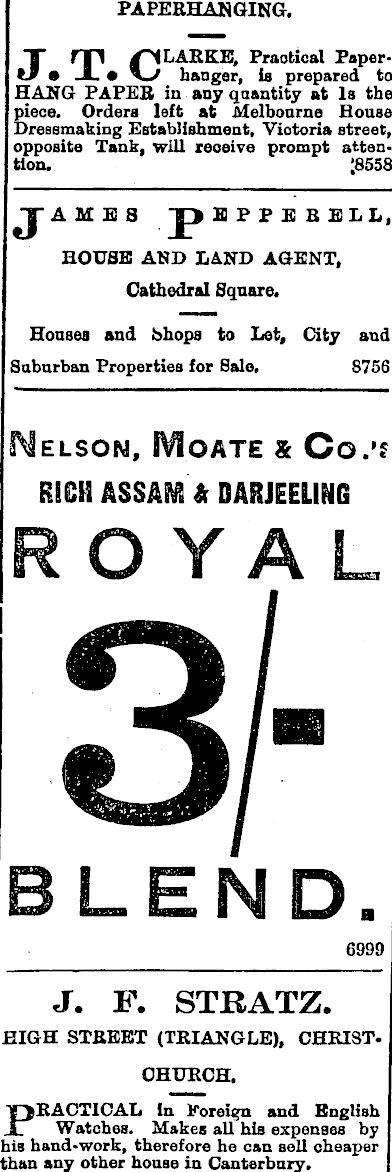 PAPERHANGING.
J. T. CLARKE, Practical Paper-
hanger, is prepared to
HANG PAPER in any quantity at 1s the
piece. Orders left at Melbourne House
Dressmaking Establishment, Victoria street,
opposite Tank, will receive prompt atten-
tion. 8558
JAMES PEPPERELL,
HOUSE AND LAND AGENT,
Cathedral Square.
Houses and Shops to Let, City and
Suburban Properties for Sale. 8756
NELSON, MOATE & CO.'S
RICH ASSAM & DARJEELING
ROYAL
3/-
BLEND.
6999
J. F. STRATZ.
HIGH STREET (TRIANGLE), CHRIST-
CHURCH.
PRACTICAL in Foreign and English
Watches. Makes all his expenses by
his hand-work, therefore he can sell cheaper
than any other house in Canterbury.